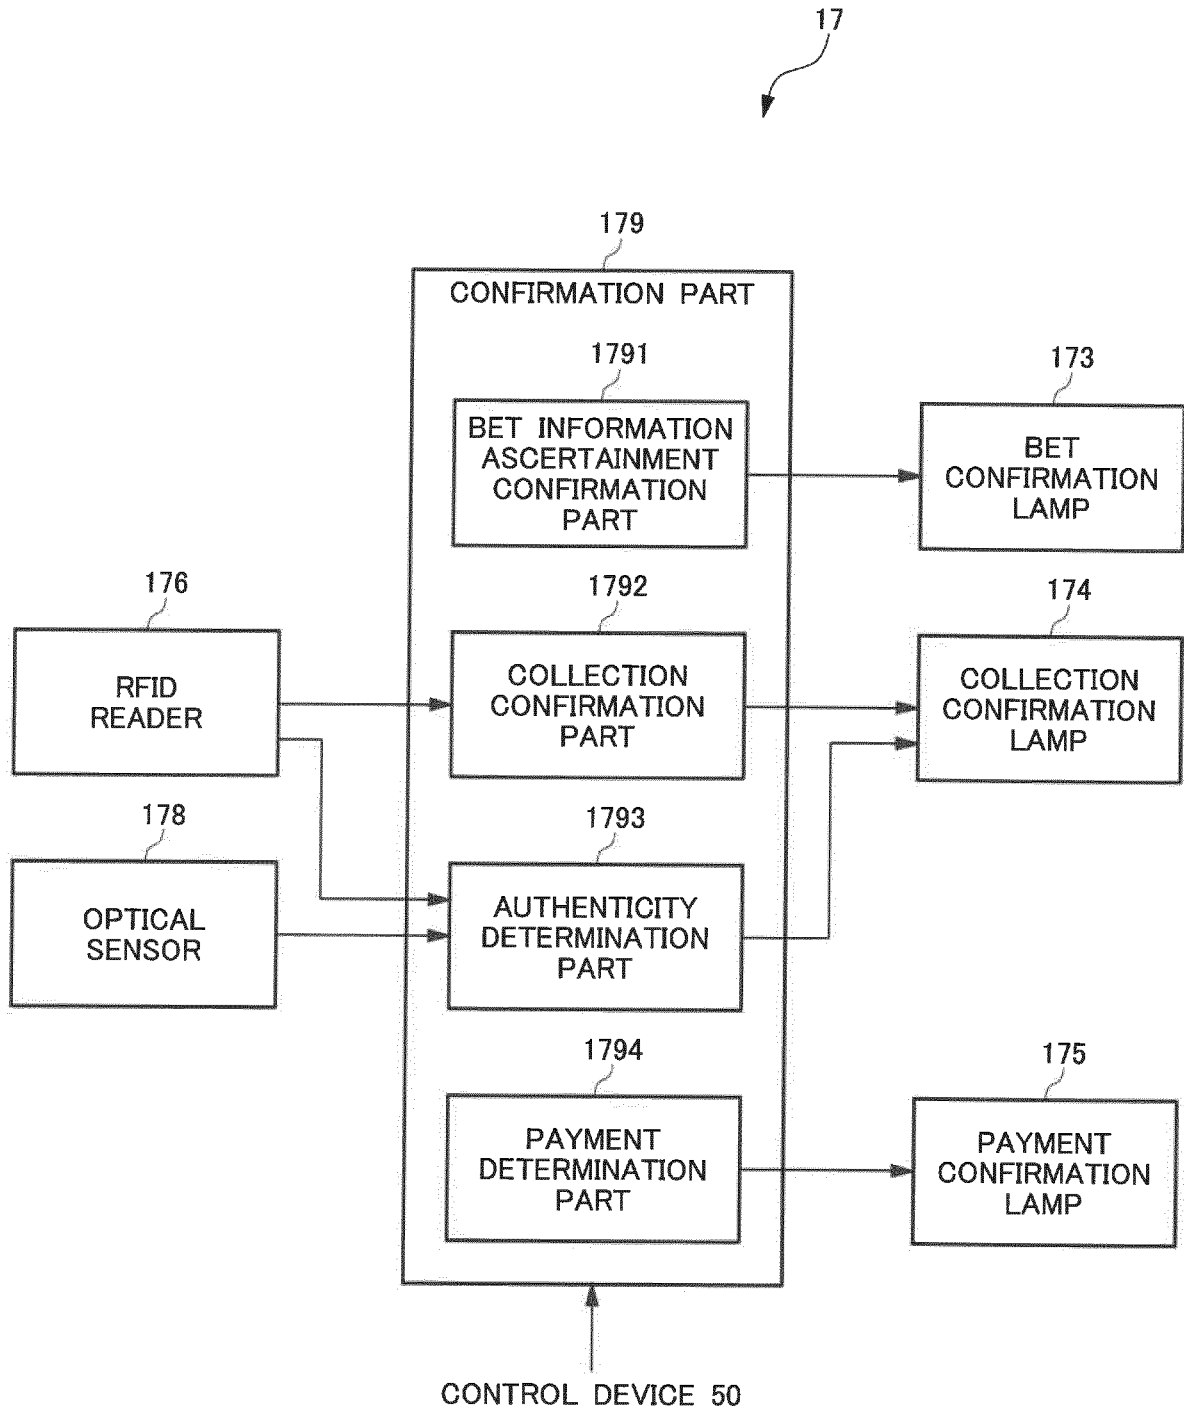 17
179
CONFIRMATION PART
1791
BET INFORMATION
ASCERTAINMENT
CONFIRMATION
PART
173
BET
CONFIRMATION
LAMP
176
RFID
READER
1792
COLLECTION
CONFIRMATION
PART
174
COLLECTION
CONFIRMATION
LAMP
178
OPTICAL
SENSOR
1793
AUTHENTICITY
DETERMINATION
PART
1794
PAYMENT
DETERMINATION
PART
175
PAYMENT
CONFIRMATION
LAMP
CONTROL DEVICE 50